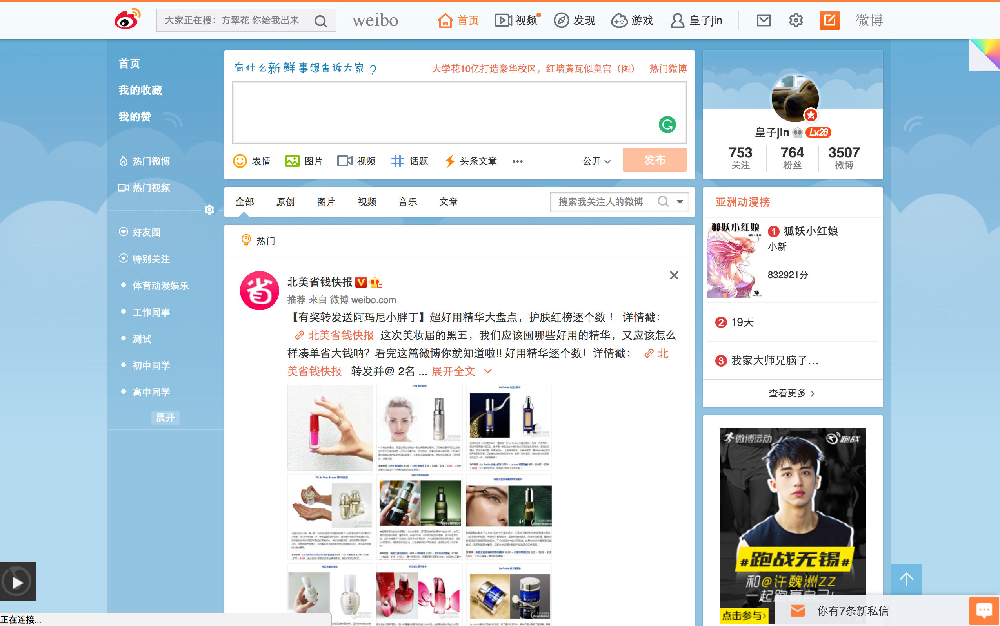 大家正在搜：方翠花 你给我出来
weibo
首页
视频
发现
游戏
皇子jin
微博
首页
我的收藏
我的赞
热门微博
热门视频
好友圈
特别关注
体育动漫娱乐
工作同事
测试
初中同学
高中同学
展开
有什么新鲜事想告诉大家？
大学花10亿打造豪华校区，红墙黄瓦似皇宫（图） 热门微博
表情
图片
视频
话题
头条文章
公开
发布
全部 原创 图片 视频 音乐 文章
搜索我关注人的微博
热门
省
北美省钱快报
推荐 来自 微博 weibo.com
【有奖转发送阿玛尼小胖丁】超好用精华大盘点，护肤红榜逐个数！ 详情戳：
北美省钱快报 这次美妆届的黑五，我们应该囤哪些好用的精华，又应该怎么
样凑单省大钱呐？看完这篇微博你就知道啦!! 好用精华逐个数！详情戳： 北
美省钱快报 转发并@ 2名 ... 展开全文
皇子jin Lv.28
753 764 3507
关注 粉丝 微博
亚洲动漫榜
狐妖小红娘
1 狐妖小红娘
小新
832921分
2 19天
3 我家大师兄脑子...
查看更多
微博运动
跑战
#跑战无锡#
和@许魏洲ZZ
一起跑赢自己!
点击参与
你有7条新私信
正在连接...